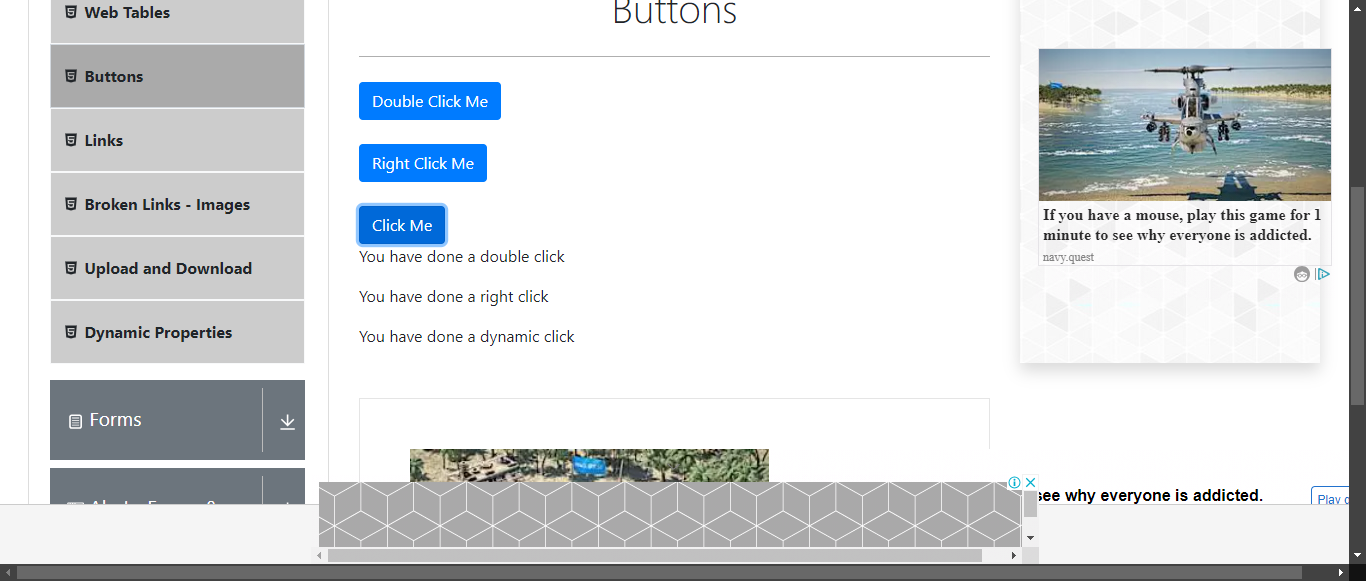 Web Tables
Buttons
Links
Broken Links - Images
Upload and Download
Dynamic Properties
Forms
Buttons
Double Click Me
Right Click Me
Click Me
You have done a double click
You have done a right click
You have done a dynamic click
If you have a mouse, play this game for 1
minute to see why everyone is addicted.
navy.quest
see why everyone is addicted.
Play